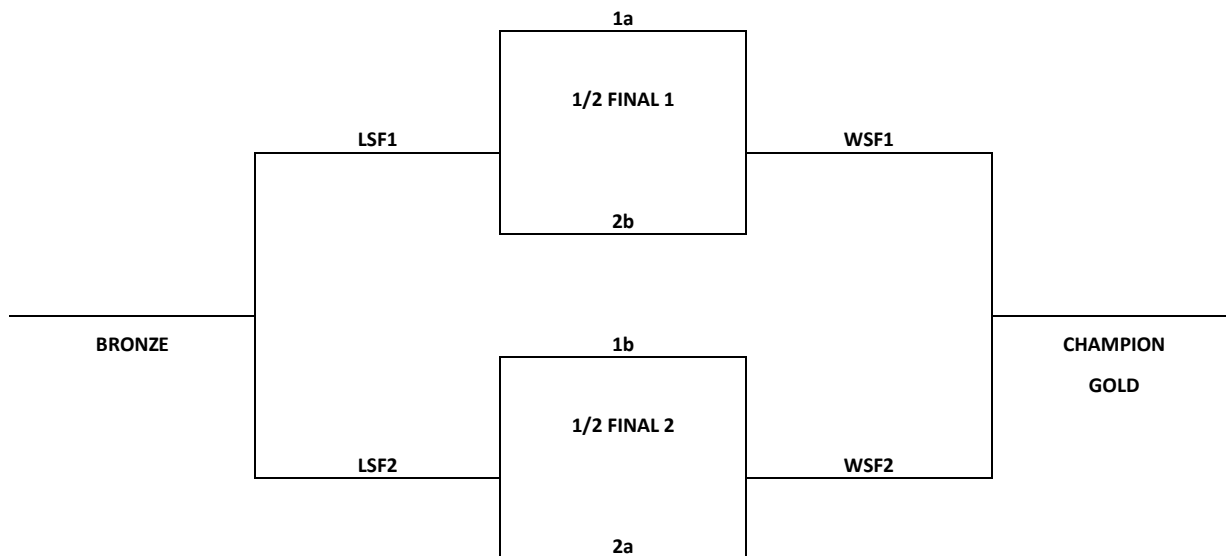 1a
1/2 FINAL 1
LSF1
WSF1
2b
BRONZE
1b
CHAMPION
GOLD
1/2 FINAL 2
LSF2
WSF2
2a